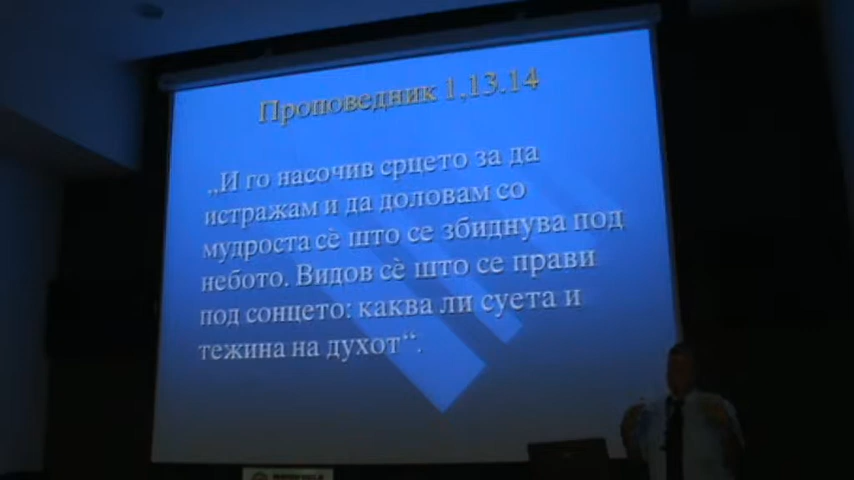 Проповедник 1,13.14
„И го насочив срцето за да
истражам и да доловам со
мудроста сѐ што се збиднува под
небото. Видов сѐ што се прави
под сонцето: каква ли суета и
тежина на духот“.